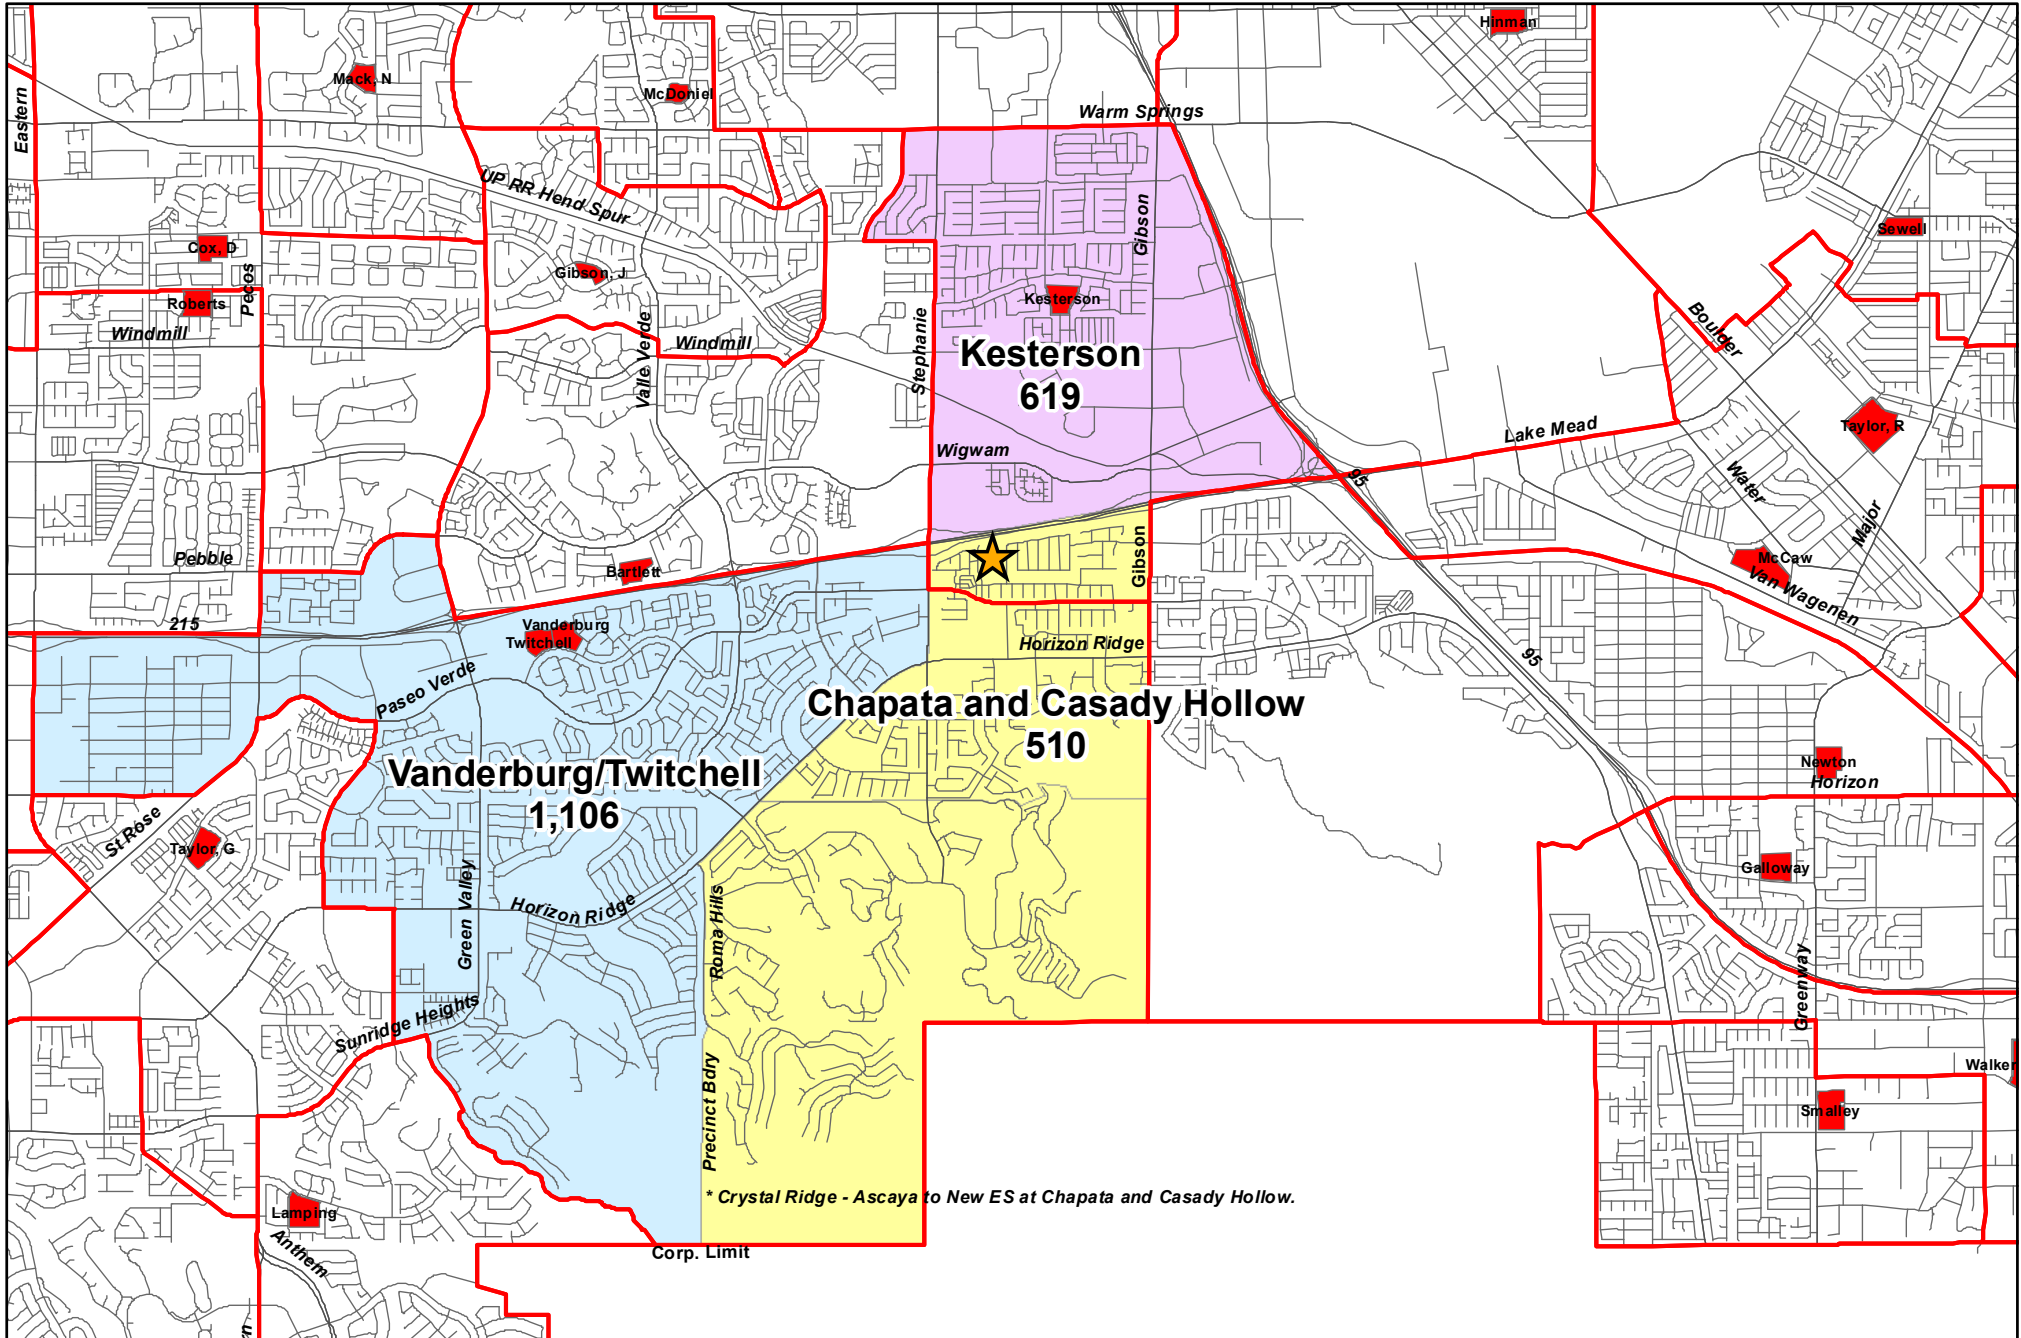 Hinman
Mack, N
McDoniel
Eastern
Warm Springs
UP RR Hend Spur
Gibson
Sewell
Cox, D
Pecos
Gibson, J
Kesterson
Roberts
Windmill
Valle Verde
Windmill
Stephanie
Boulder
Kesterson
619
Taylor, R
Lake Mead
Wigwam
95
Water
Major
Pebble
Bartlett
Gibson
McCaw
Van Wagenen
215
Vanderburg
Twitchell
Horizon Ridge
95
Paseo Verde
Chapata and Casady Hollow
510
Vanderburg/Twitchell
1,106
Newton
Horizon
St Rose
Taylor, G
Galloway
Green Valley
Horizon Ridge
Roma Hills
Greenway
Sunridge Heights
Precinct Bdry
Walker
Smalley
* Crystal Ridge - Ascaya to New ES at Chapata and Casady Hollow.
Lamping
Anthem
Corp. Limit